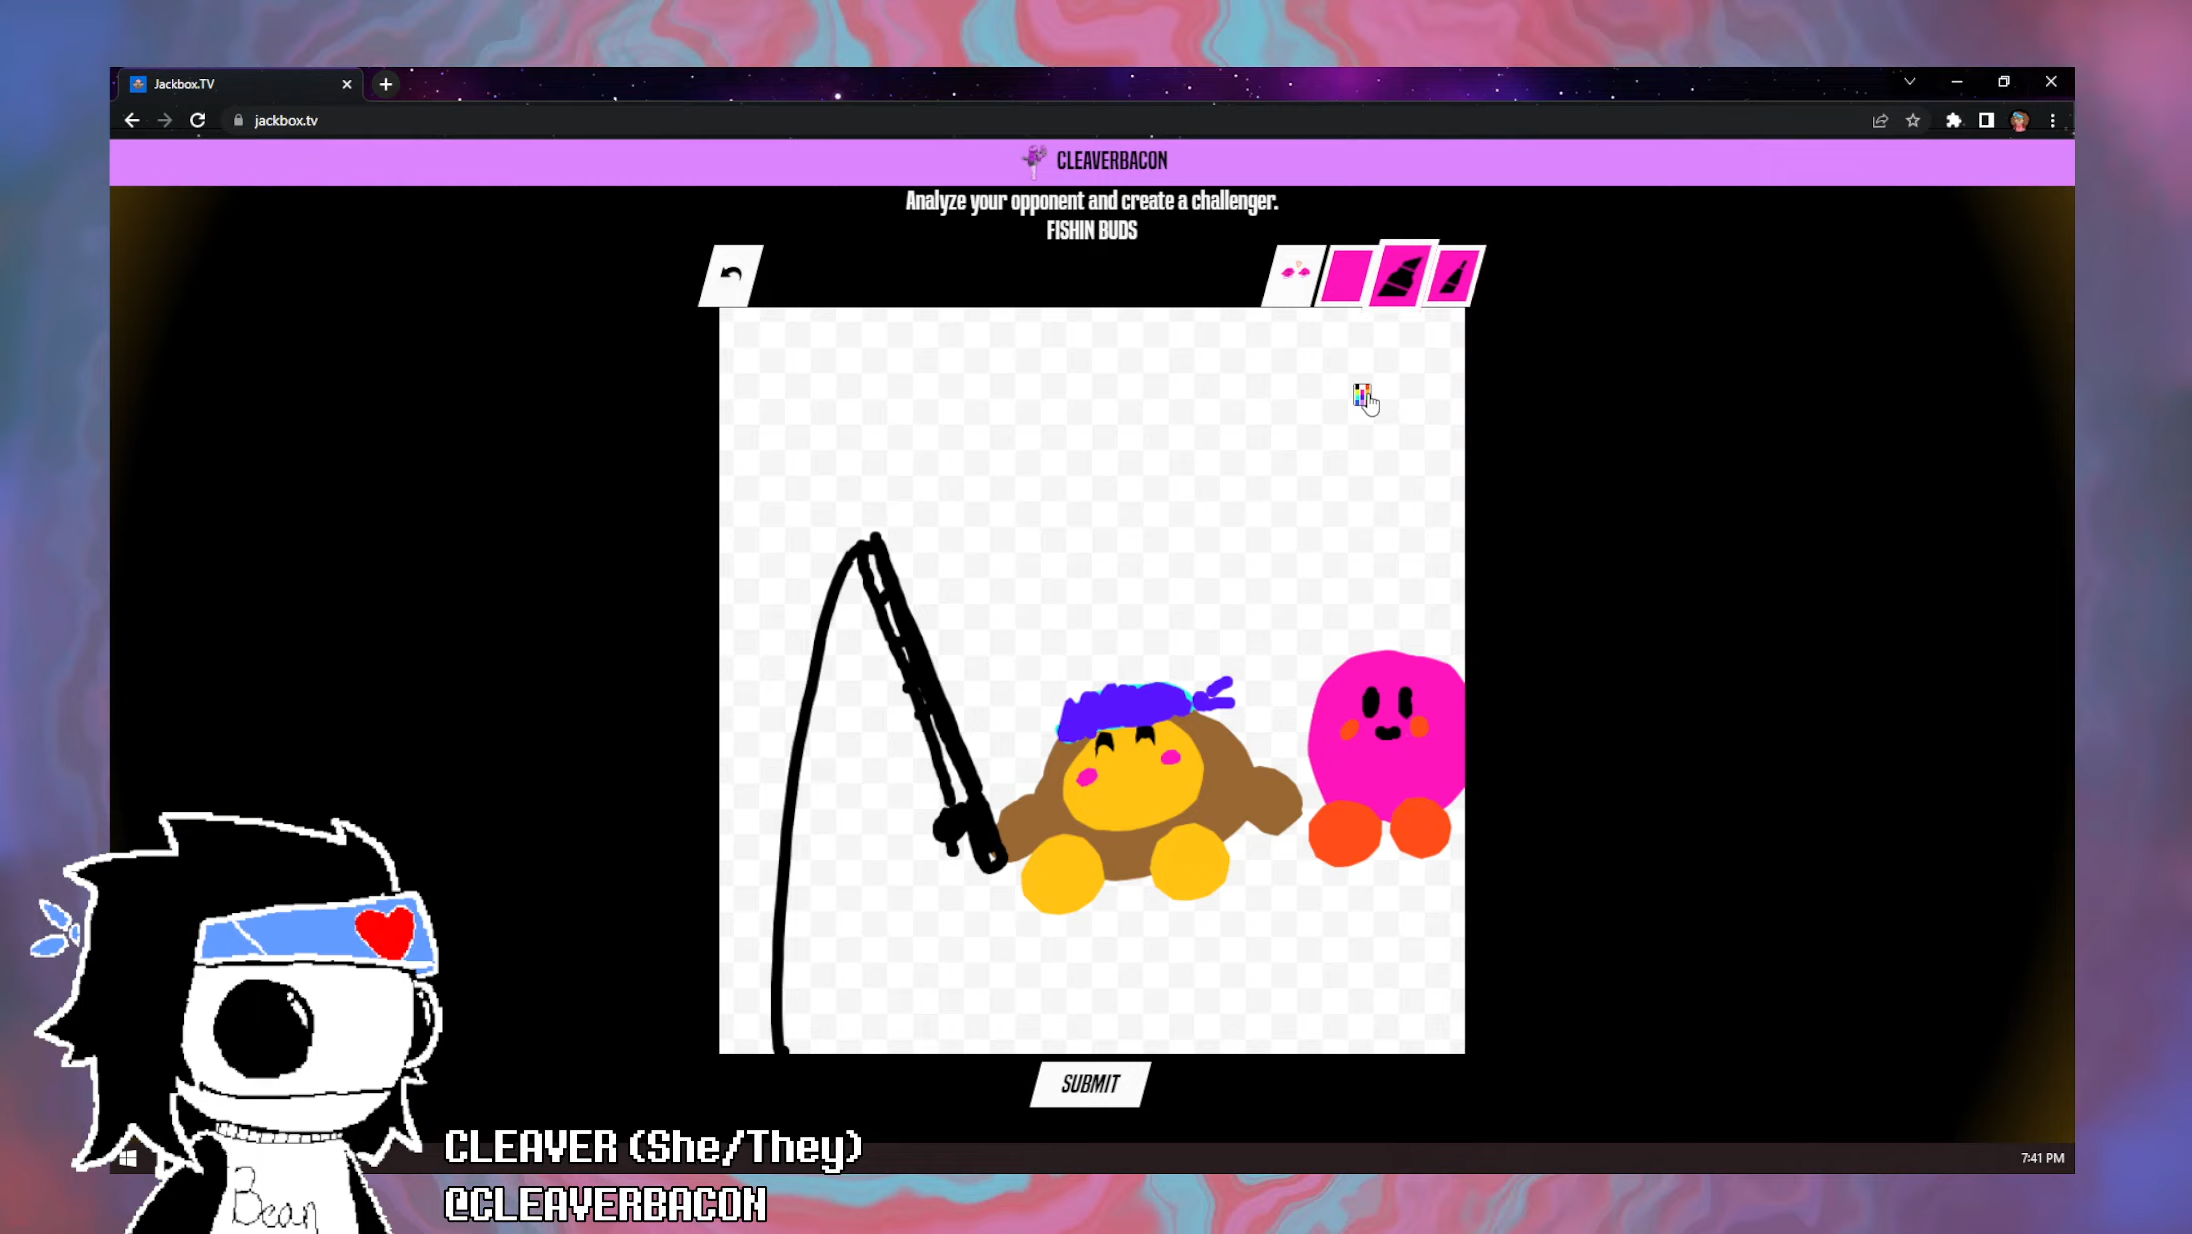 Jackbox.TV
jackbox.tv
CLEAVERBACON
Analyze your opponent and create a challenger.
FISHIN BUDS
SUBMIT
CLEAVER (She/They)
@CLEAVERBACON
Bean
7:41 PM